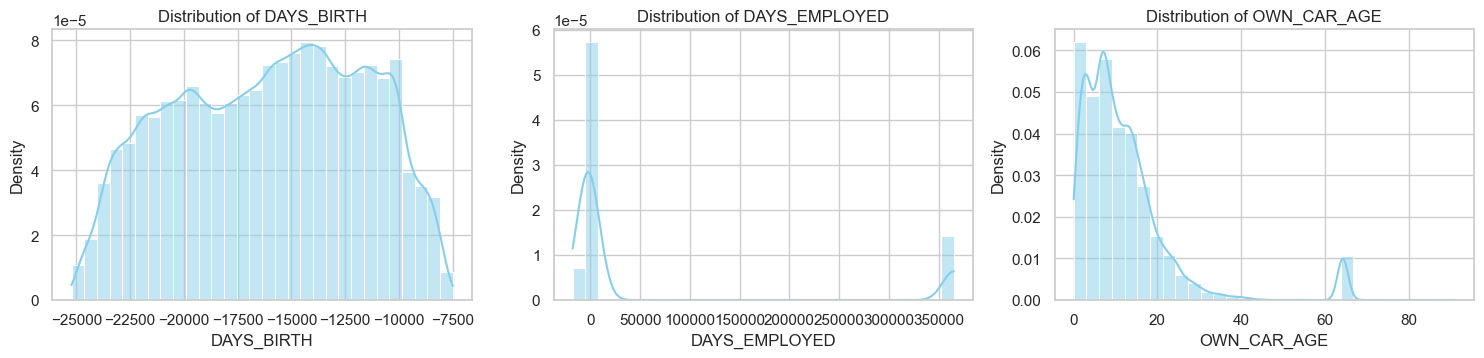 Distribution of DAYS_BIRTH
1e−5
8
6
4
2
0
Density
−25000 −22500 −20000 −17500 −15000 −12500 −10000 −7500
DAYS_BIRTH
Distribution of DAYS_EMPLOYED
1e−5
6
5
4
3
2
1
0
Density
0 50000 100000 150000 200000 250000 300000 350000
DAYS_EMPLOYED
Distribution of OWN_CAR_AGE
0.06
0.05
0.04
0.03
0.02
0.01
0.00
Density
0 20 40 60 80
OWN_CAR_AGE